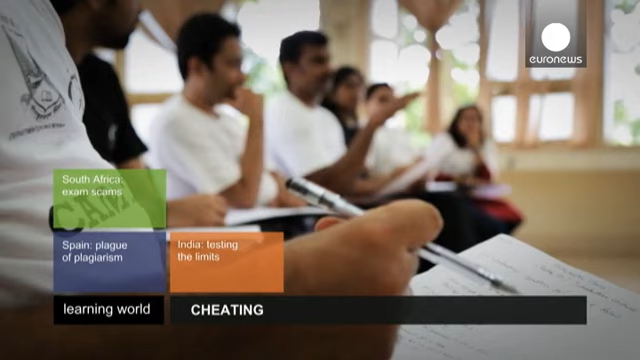 euronews
South Africa:
exam scams
Spain: plague
of plagiarism
India: testing
the limits
learning world
CHEATING